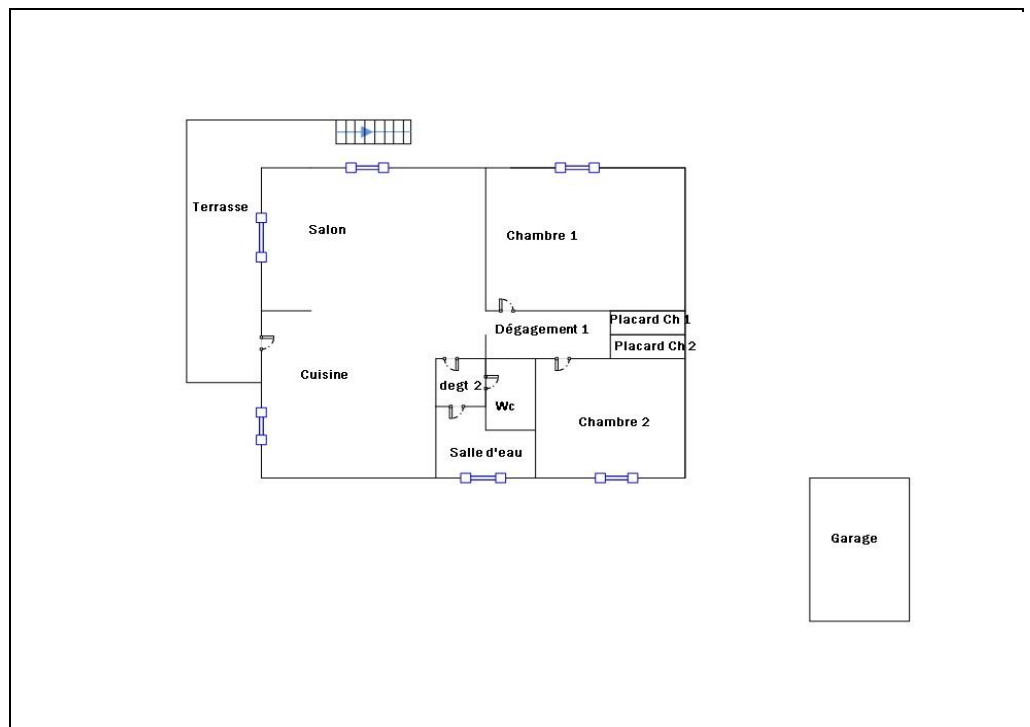 Terrasse
Salon
Chambre 1
Dégagement 1
Placard Ch 1
Placard Ch 2
Cuisine
degt 2
Wc
Chambre 2
Salle d'eau
Garage